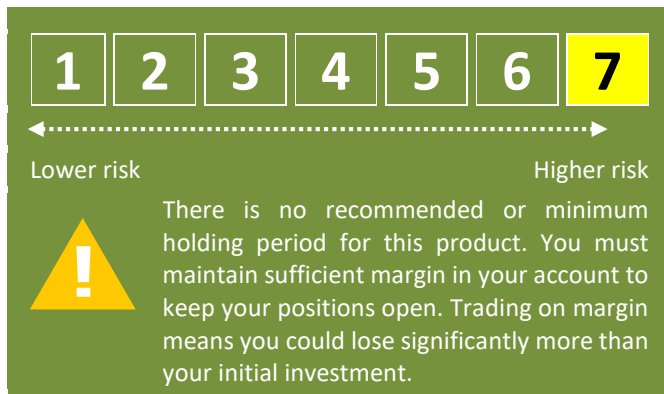 1 2 3 4 5 6 7
Lower risk Higher risk
!
There is no recommended or minimum
holding period for this product. You must
maintain sufficient margin in your account to
keep your positions open. Trading on margin
means you could lose significantly more than
your initial investment.